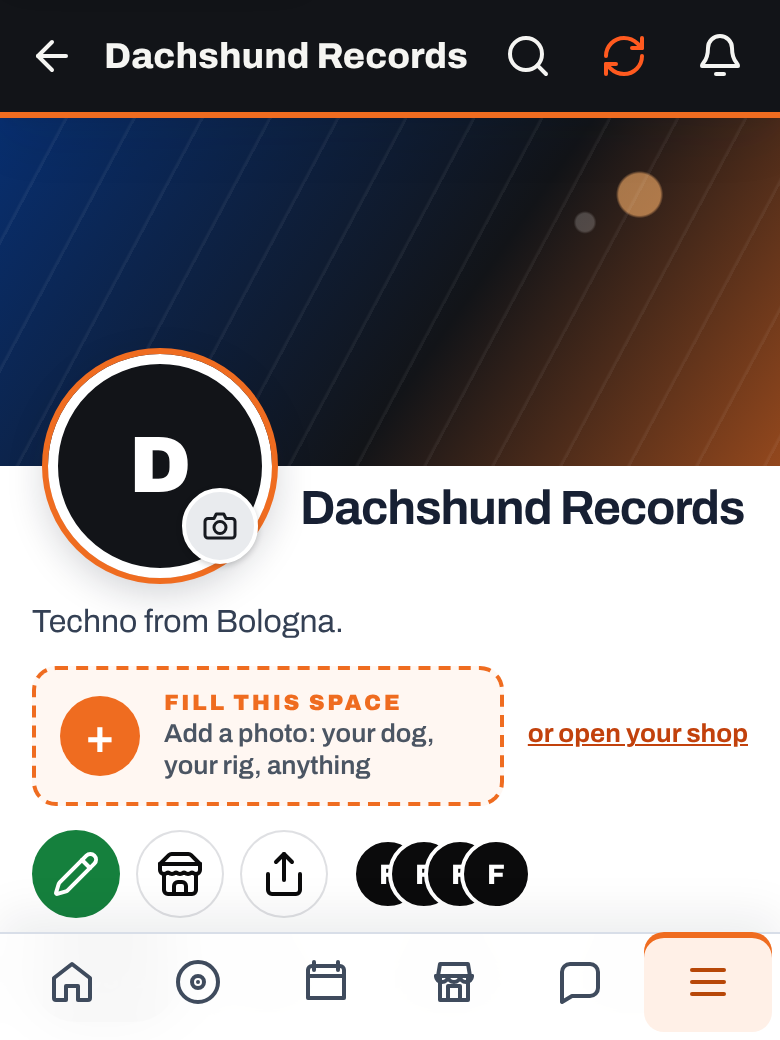 Dachshund Records
D
Dachshund Records
Techno from Bologna.
FILL THIS SPACE
Add a photo: your dog,
your rig, anything
or open your shop
F F F F